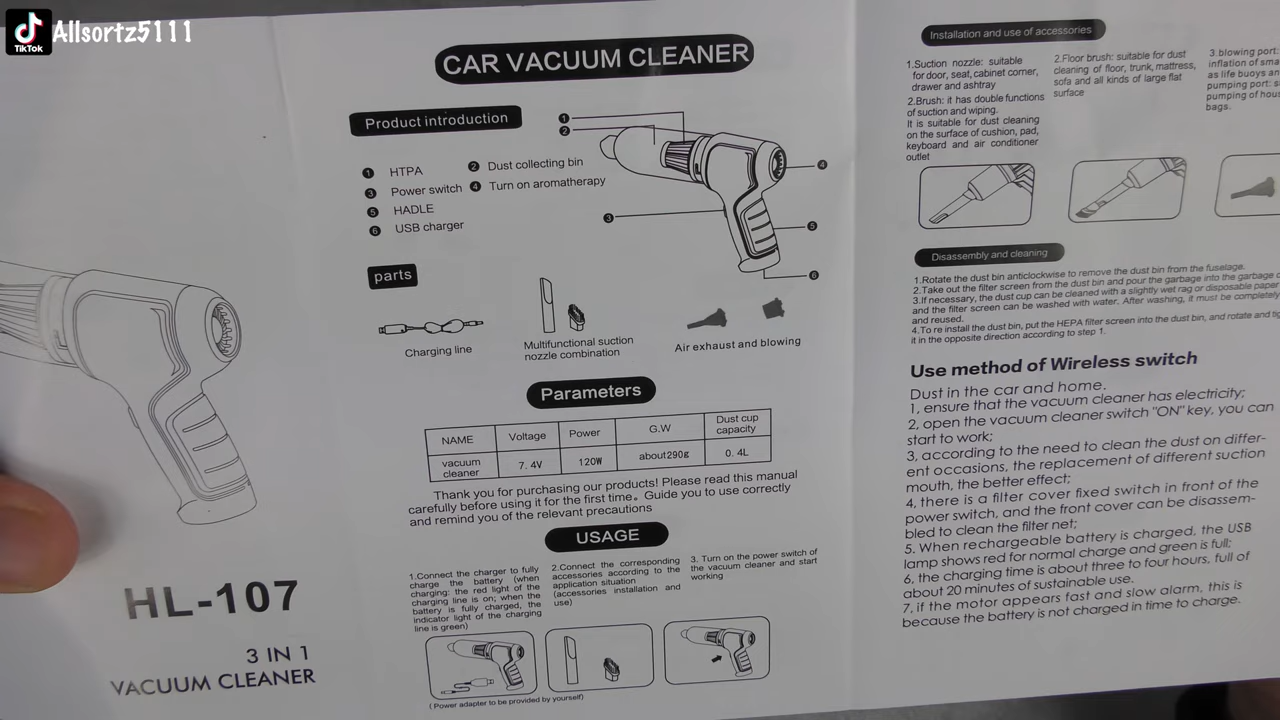 TikTok
Allsortz5111
HL-107
3 IN 1
VACUUM CLEANER
CAR VACUUM CLEANER
Product introduction
1 HTPA
2 Dust collecting bin
3 Power switch
4 Turn on aromatherapy
5 HADLE
6 USB charger
1
2
3
4
5
6
parts
Charging line
Multifunctional suction
nozzle combination
Air exhaust and blowing
Parameters
NAME Voltage Power G.W Dust cup
capacity
vacuum
cleaner 7.4V 120W about290g 0.4L
Thank you for purchasing our products! Please read this manual
carefully before using it for the first time。Guide you to use correctly
and remind you of the relevant precautions
USAGE
1.Connect the charger to fully
charge the battery (when
charging: the red light of the
charging line is on; when the
battery is fully charged, the
indicator light of the charging
line is green)
2.Connect the corresponding
accessories according to the
application situation
(accessories installation and
use)
3. Turn on the power switch of
the vacuum cleaner and start
working
( Power adapter to be provided by yourself)
Installation and use of accessories
1.Suction nozzle: suitable
for door, seat, cabinet corner,
drawer and ashtray
2.Brush: it has double functions
of suction and wiping.
It is suitable for dust cleaning
on the surface of cushion, pad,
keyboard and air conditioner
outlet
2.Floor brush: suitable for dust
cleaning of floor, trunk, mattress,
sofa and all kinds of large flat
surface
3.blowing port:
inflation of
as life buoys
pumping port:
pumping of
bags.
Disassembly and cleaning
1.Rotate the dust bin anticlockwise to remove the dust bin from the fuselage.
2.Take out the filter screen from the dust bin and pour the garbage into the garbage
3.If necessary, the dust cup can be cleaned with a slightly wet rag or disposable paper
and the filter screen can be washed with water. After washing, it must be completely
and reused.
4.To re install the dust bin, put the HEPA filter screen into the dust bin, and rotate and
it in the opposite direction according to step 1.
Use method of Wireless switch
Dust in the car and home.
1, ensure that the vacuum cleaner has electricity;
2, open the vacuum cleaner switch "ON" key, you can
start to work;
3, according to the need to clean the dust on differ-
ent occasions, the replacement of different suction
mouth, the better effect;
4, there is a filter cover fixed switch in front of the
power switch, and the front cover can be disassem-
bled to clean the filter net;
5. When rechargeable battery is charged, the USB
lamp shows red for normal charge and green is full;
6, the charging time is about three to four hours, full of
about 20 minutes of sustainable use.
7, if the motor appears fast and slow alarm, this is
because the battery is not charged in time to charge.